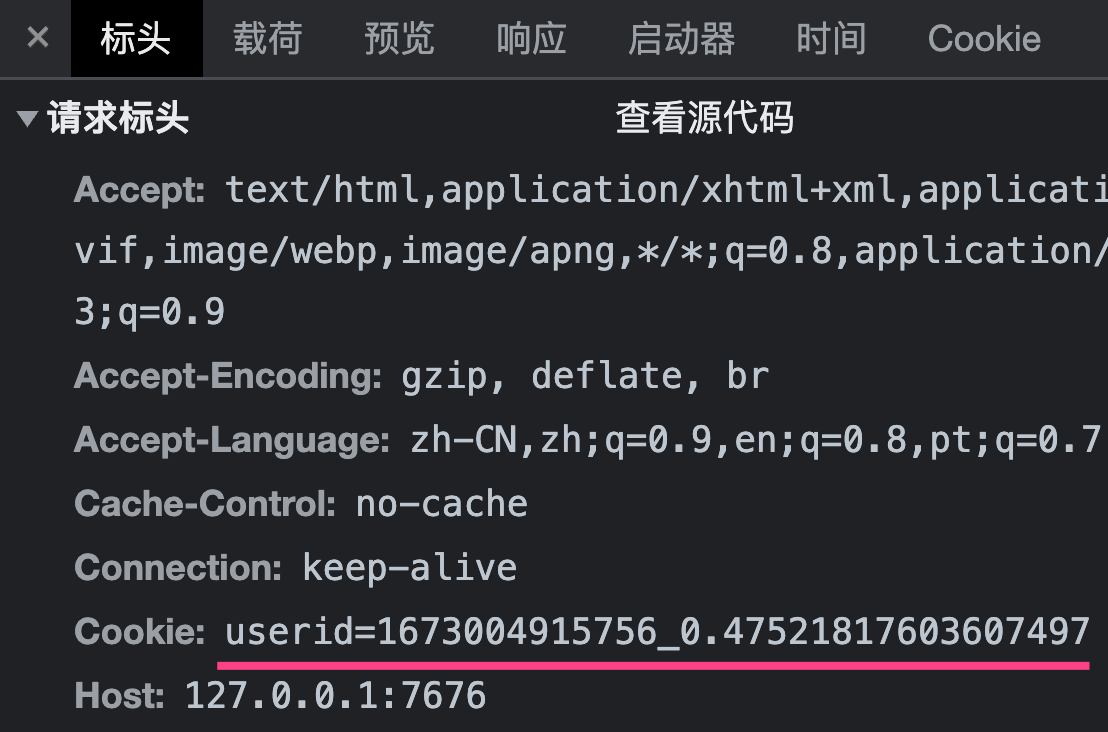 × 标头 载荷 预览 响应 启动器 时间 Cookie
▼请求标头 查看源代码
Accept: text/html,application/xhtml+xml,applicati
vif,image/webp,image/apng,*/*;q=0.8,application/
3;q=0.9
Accept-Encoding: gzip, deflate, br
Accept-Language: zh-CN,zh;q=0.9,en;q=0.8,pt;q=0.7
Cache-Control: no-cache
Connection: keep-alive
Cookie: userid=1673004915756_0.47521817603607497
Host: 127.0.0.1:7676